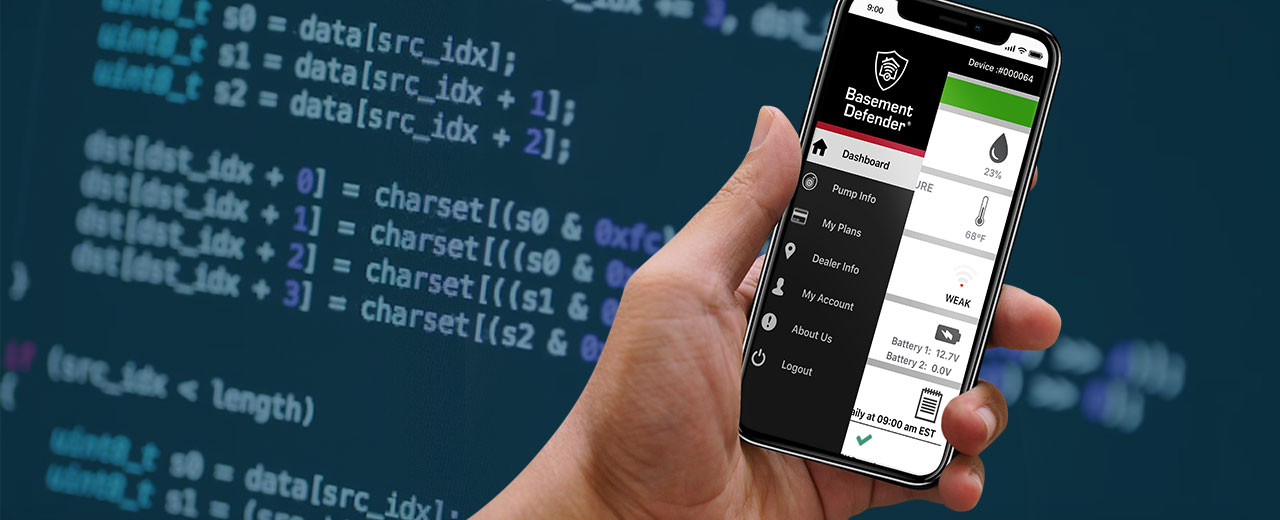 uint8_t s0 = data[src_idx];
uint8_t s1 = data[src_idx + 1];
uint8_t s2 = data[src_idx + 2];
dst[dst_idx + 0] = charset[(s0 & 0xfc)
dst[dst_idx + 1] = charset[((s0 &
dst[dst_idx + 2] = charset[((s1 &
dst[dst_idx + 3] = charset[(s2 &
}
if (src_idx < length)
{
uint8_t s0 = data[src_idx];
uint8_t s1 =
+= 3, dst_
9:00
Device :#000064
Basement
Defender®
Dashboard
Pump Info
My Plans
Dealer Info
My Account
About Us
Logout
23%
URE
68°F
WEAK
Battery 1: 12.7V
Battery 2: 0.0V
aily at 09:00 am EST